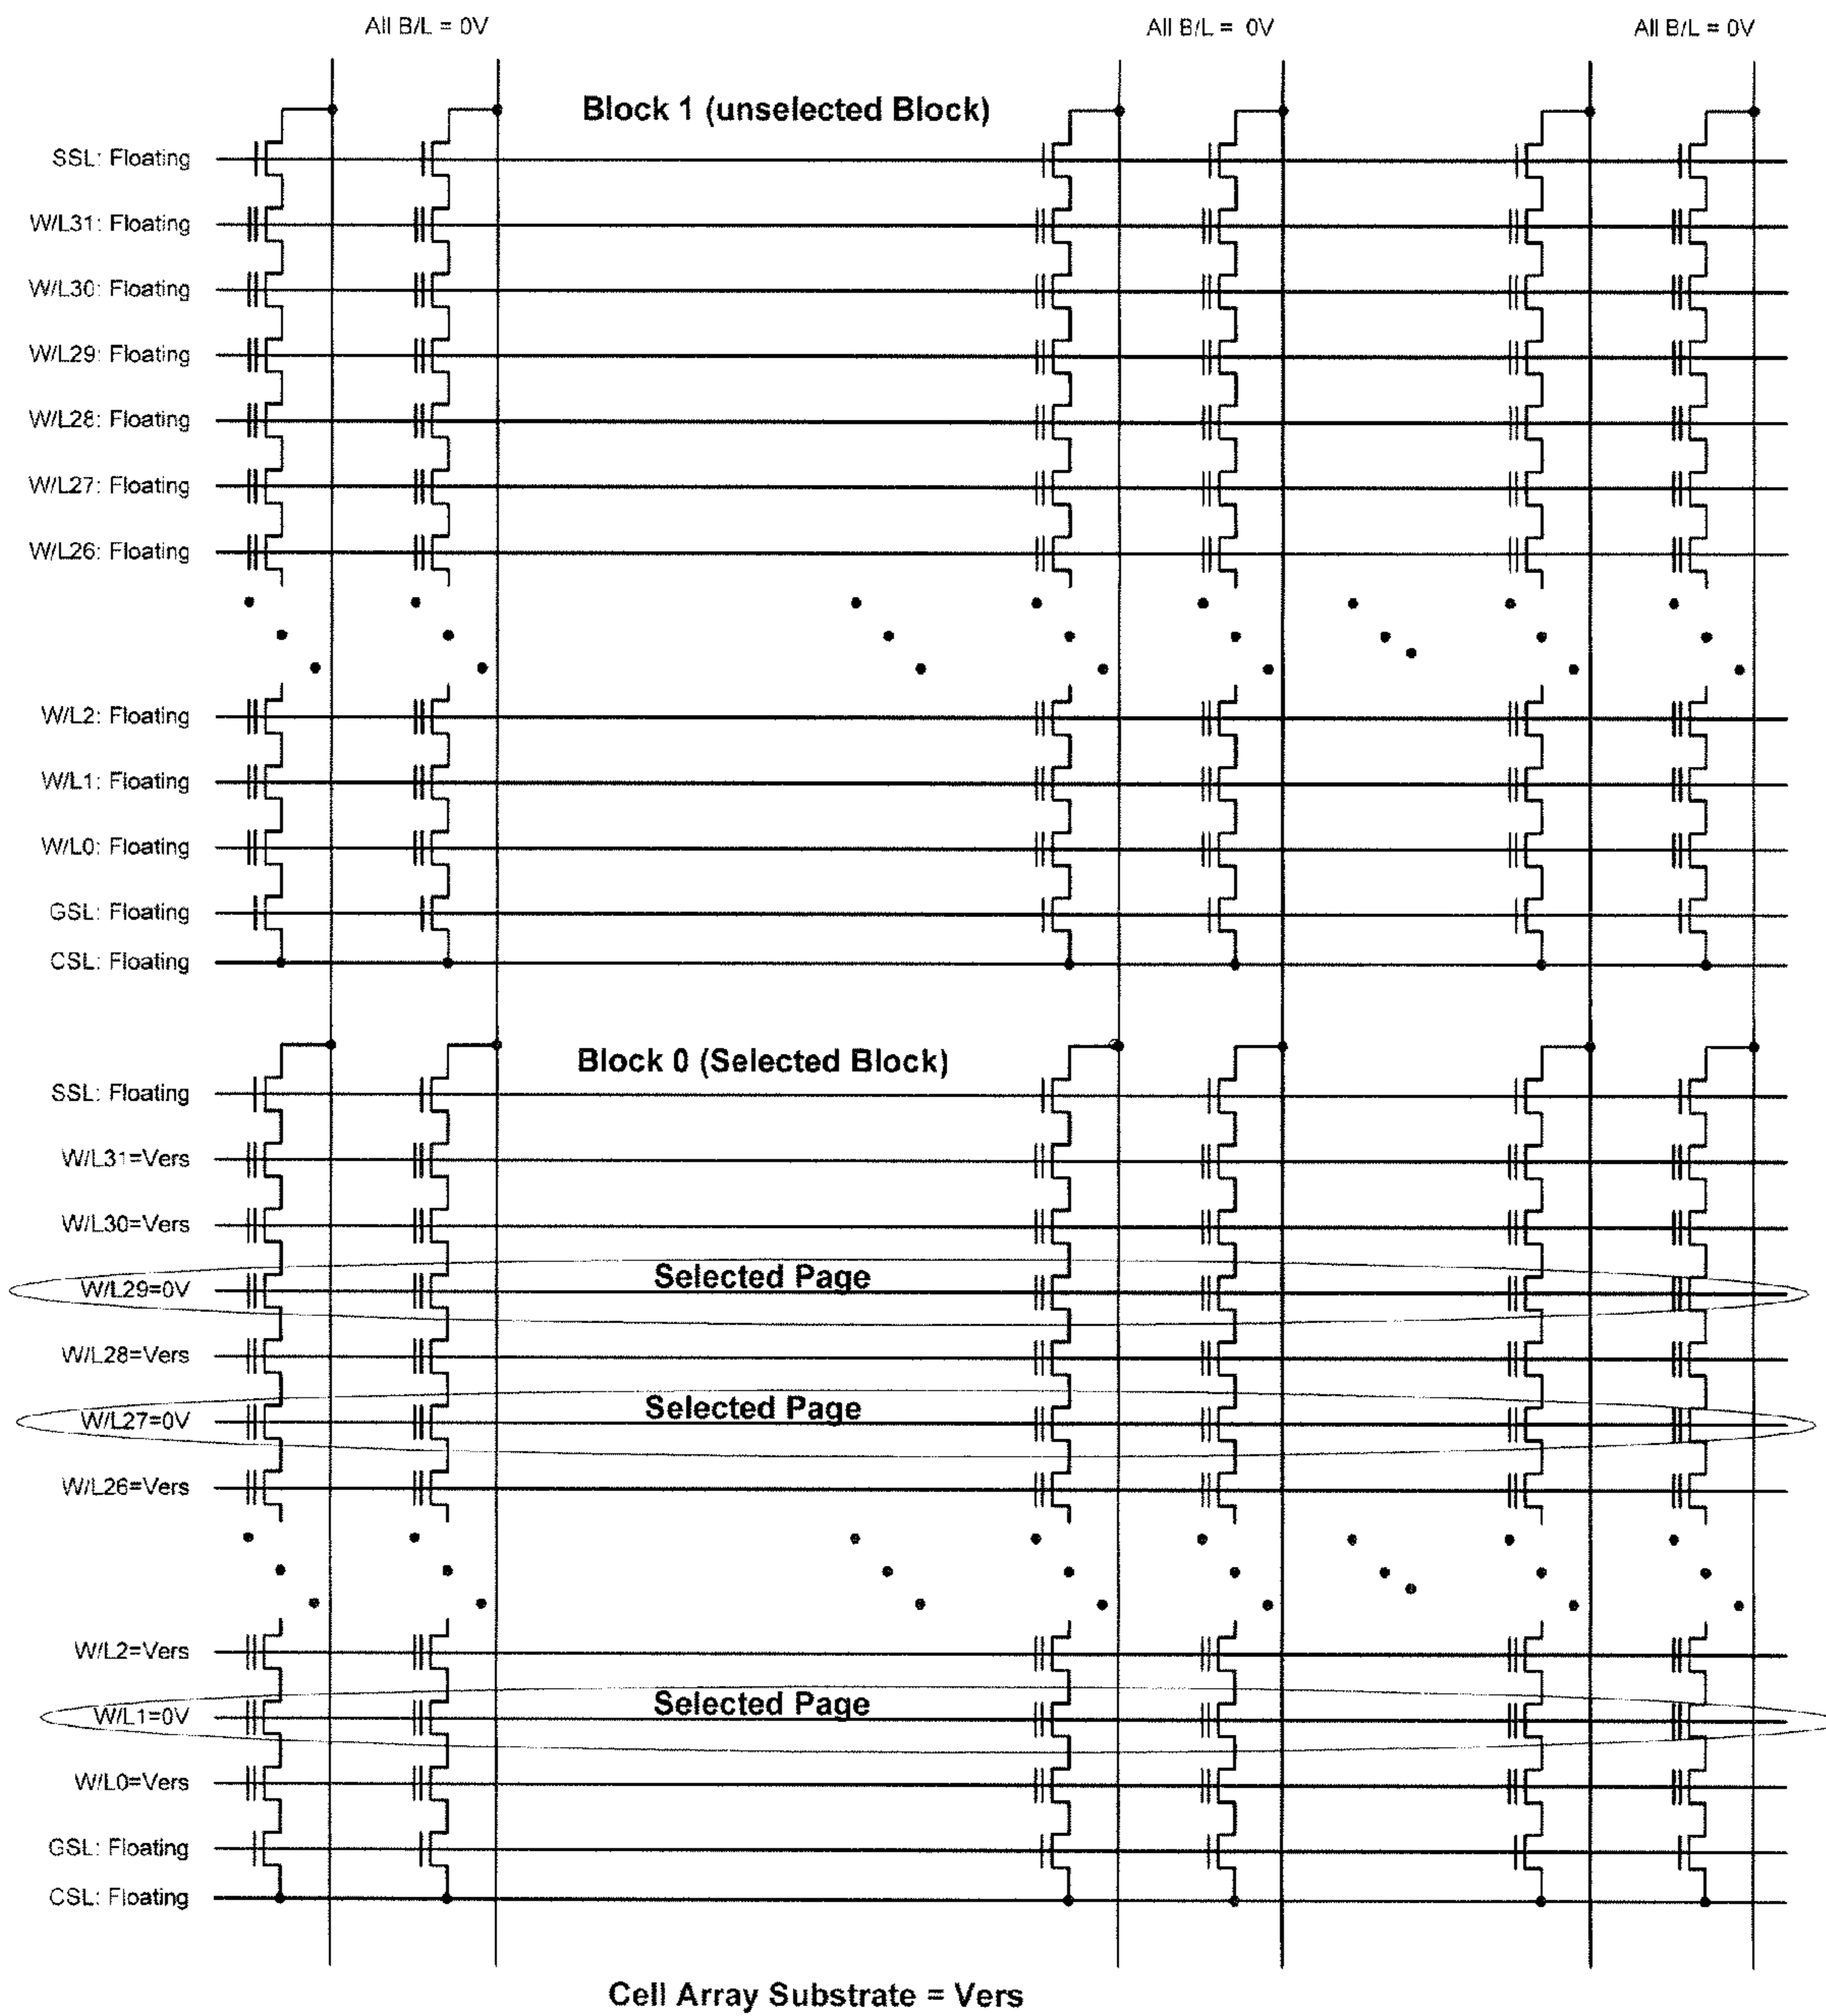 All B/L = 0V
All B/L = 0V
All B/L = 0V
Block 1 (unselected Block)
SSL: Floating
W/L31: Floating
W/L30: Floating
W/L29: Floating
W/L28: Floating
W/L27: Floating
W/L26: Floating
W/L2: Floating
W/L1: Floating
W/L0: Floating
GSL: Floating
CSL: Floating
Block 0 (Selected Block)
SSL: Floating
W/L31=Vers
W/L30=Vers
Selected Page
W/L29=0V
W/L28=Vers
Selected Page
W/L27=0V
W/L26=Vers
W/L2=Vers
Selected Page
W/L1=0V
W/L0=Vers
GSL: Floating
CSL: Floating
Cell Array Substrate = Vers